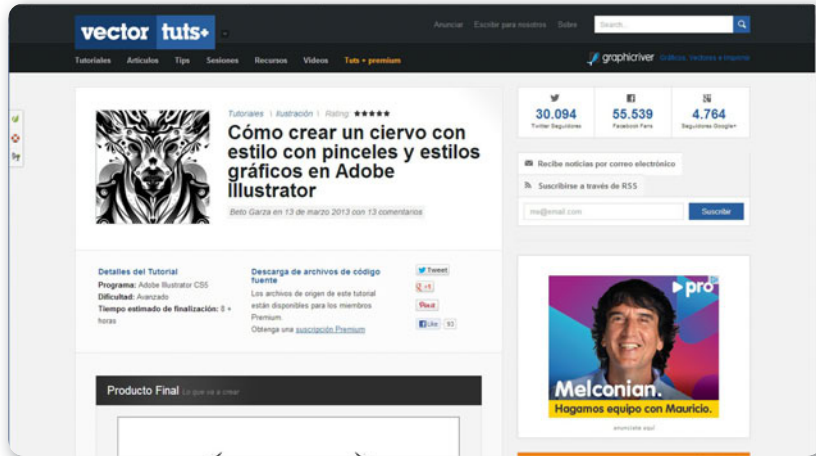 vector tuts+
Anunciar Escribir para nosotros Sobre
Search...
Tutoriales Artículos Tips Sesiones Recursos Videos Tuts + premium
graphicriver Gráficos, Vectores e Imprimir
Tutoriales \ Ilustración \ Rating: ★★★★★
Cómo crear un ciervo con
estilo con pinceles y estilos
gráficos en Adobe
Illustrator
Beto Garza en 13 de marzo 2013 con 13 comentarios
30.094
Twitter Seguidores
55.539
Facebook Fans
4.764
Seguidores Google+
Recibe noticias por correo electrónico
Suscribirse a través de RSS
me@email.com
Suscribir
Detalles del Tutorial
Programa: Adobe Illustrator CS5
Dificultad: Avanzado
Tiempo estimado de finalización: 8 +
horas
Descarga de archivos de código
fuente
Los archivos de origen de este tutorial
están disponibles para los miembros
Premium.
Obtenga una suscripción Premium
Tweet
+1
Pin it
Like 93
pro
Melconian.
Hagamos equipo con Mauricio.
anunciate aquí
Producto Final Lo que va a crear